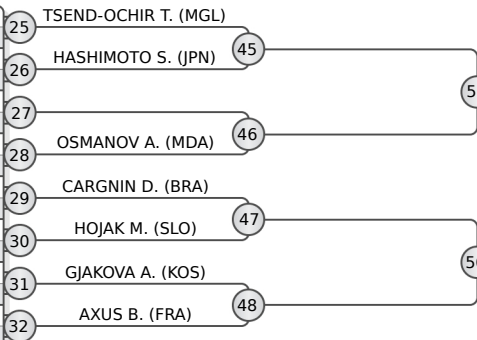 25
TSEND-OCHIR T. (MGL)
45
26
HASHIMOTO S. (JPN)
27
46
28
OSMANOV A. (MDA)
29
CARGNIN D. (BRA)
47
30
HOJAK M. (SLO)
31
GJAKOVA A. (KOS)
48
32
AXUS B. (FRA)